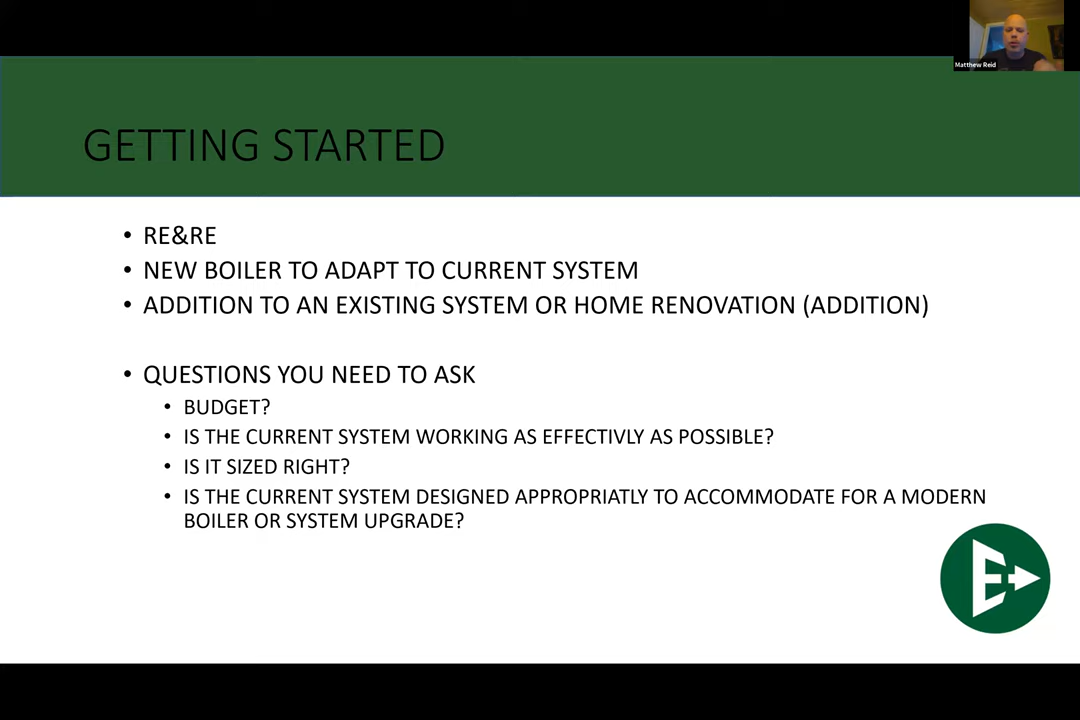 Matthew Reid
GETTING STARTED
• RE&RE
• NEW BOILER TO ADAPT TO CURRENT SYSTEM
• ADDITION TO AN EXISTING SYSTEM OR HOME RENOVATION (ADDITION)
• QUESTIONS YOU NEED TO ASK
• BUDGET?
• IS THE CURRENT SYSTEM WORKING AS EFFECTIVLY AS POSSIBLE?
• IS IT SIZED RIGHT?
• IS THE CURRENT SYSTEM DESIGNED APPROPRIATLY TO ACCOMMODATE FOR A MODERN
BOILER OR SYSTEM UPGRADE?
E